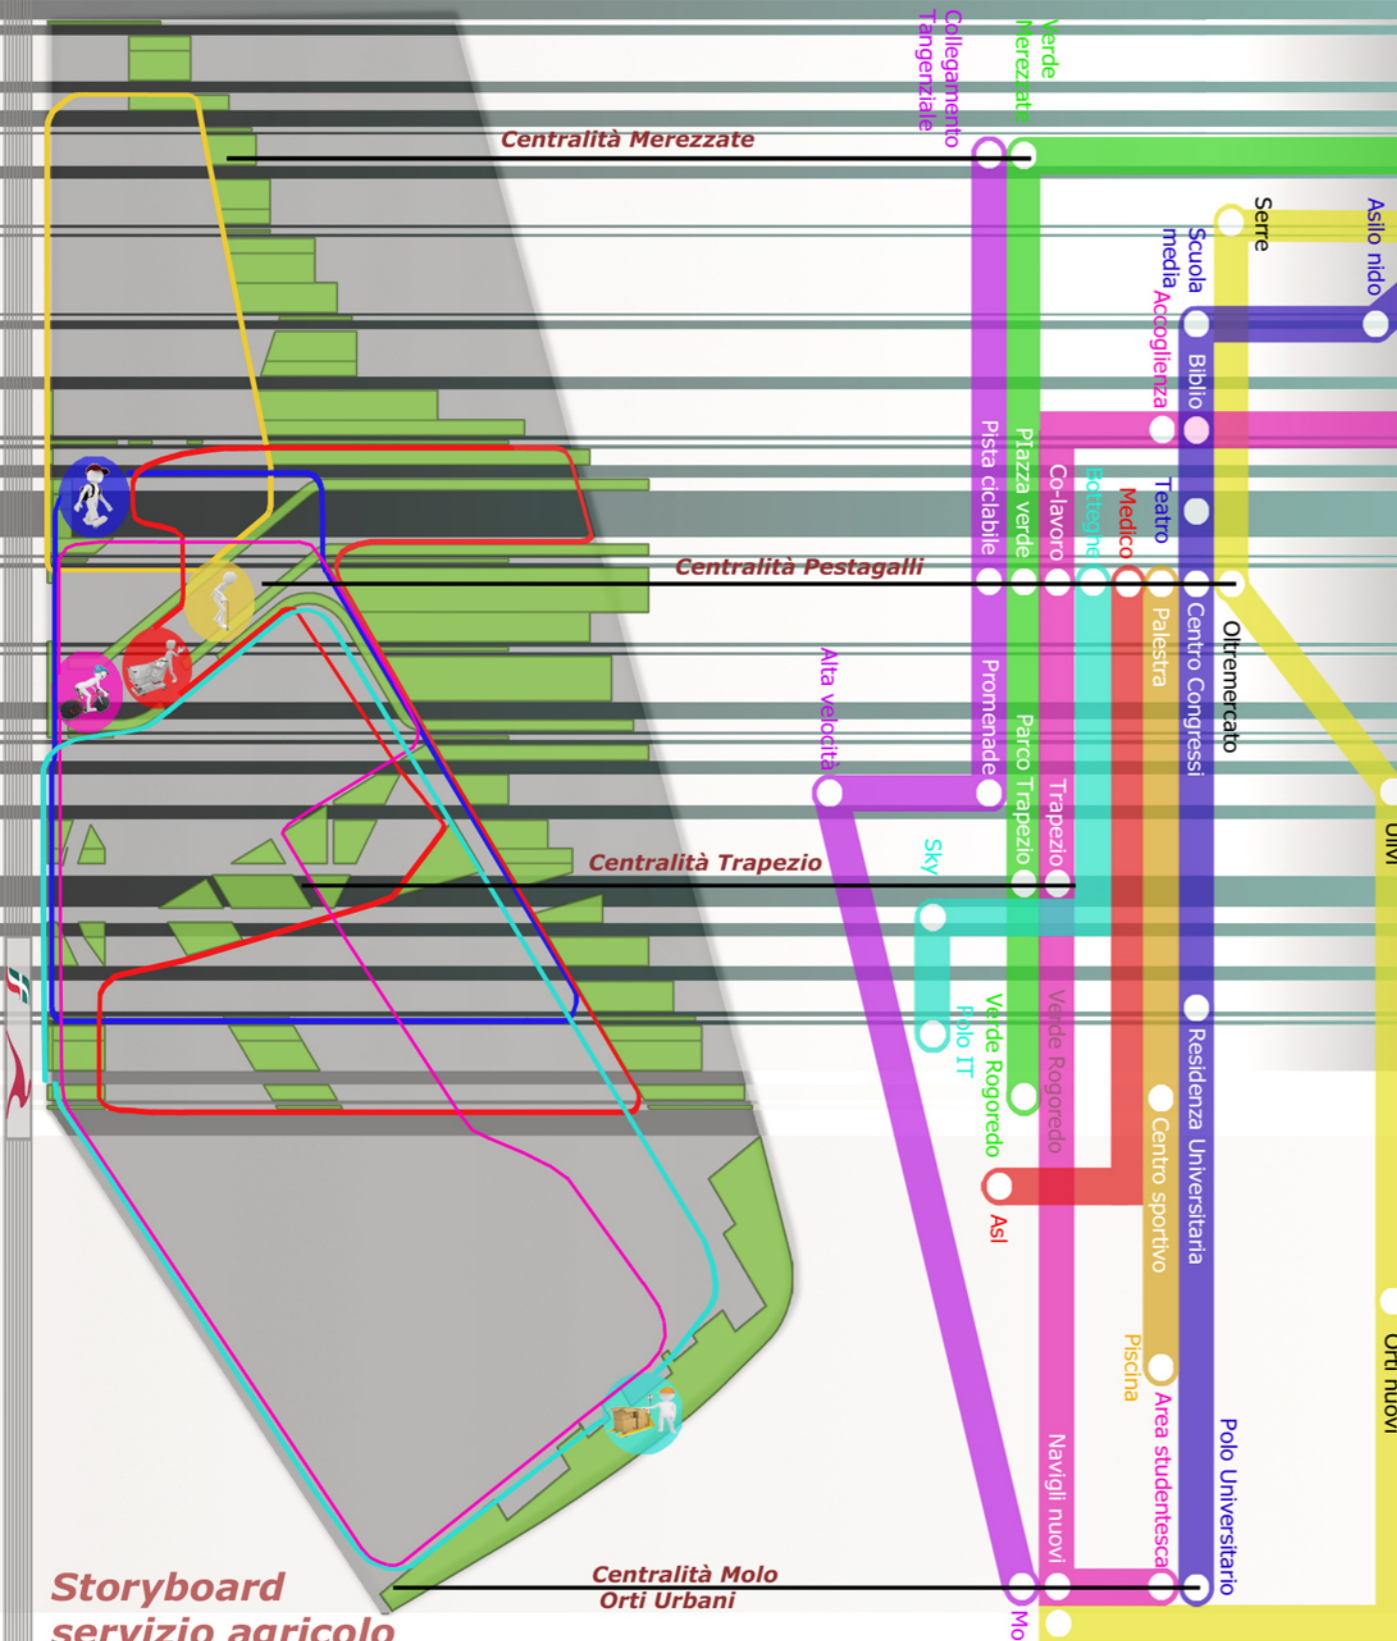 Collegamento
Tangenziale
Verde
Merezzate
Centralità Merezzate
Serre
Asilo nido
Scuola
media
Accoglienza
Biblio
Pista ciclabile
PIazza verde
Co-lavoro
Botteghe
Medico
Teatro
Centralità Pestagalli
Palestra
Centro Congressi
Oltremercato
Alta velocità
Promenade
Parco Trapezio
Trapezio
Ulivi
Centralità Trapezio
Sky
Polo IT
Verde Rogoredo
Verde Rogoredo
Residenza Universitaria
Centro sportivo
Asl
Piscina
Orti nuovi
Area studentesca
Polo Universitario
Navigli nuovi
Centralità Molo
Orti Urbani
Mo
Storyboard
servizio agricolo